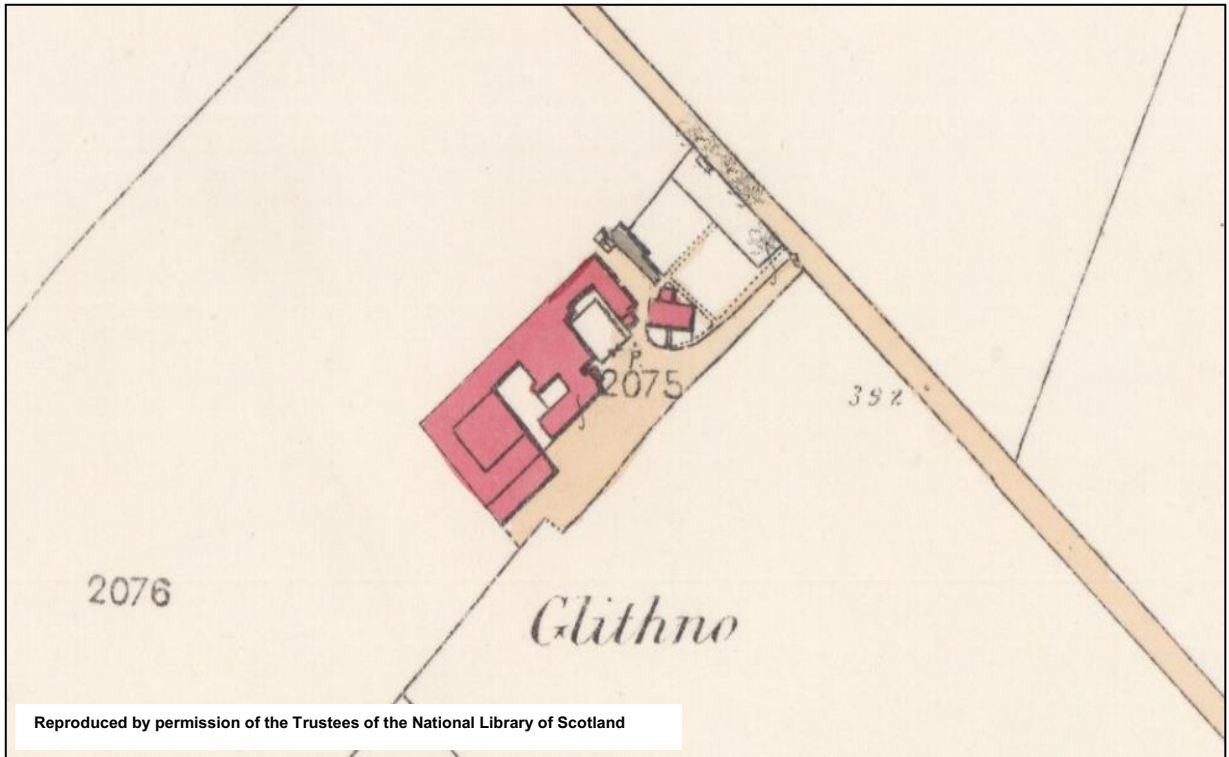 P.
2075
392
2076
Glithno
Reproduced by permission of the Trustees of the National Library of Scotland